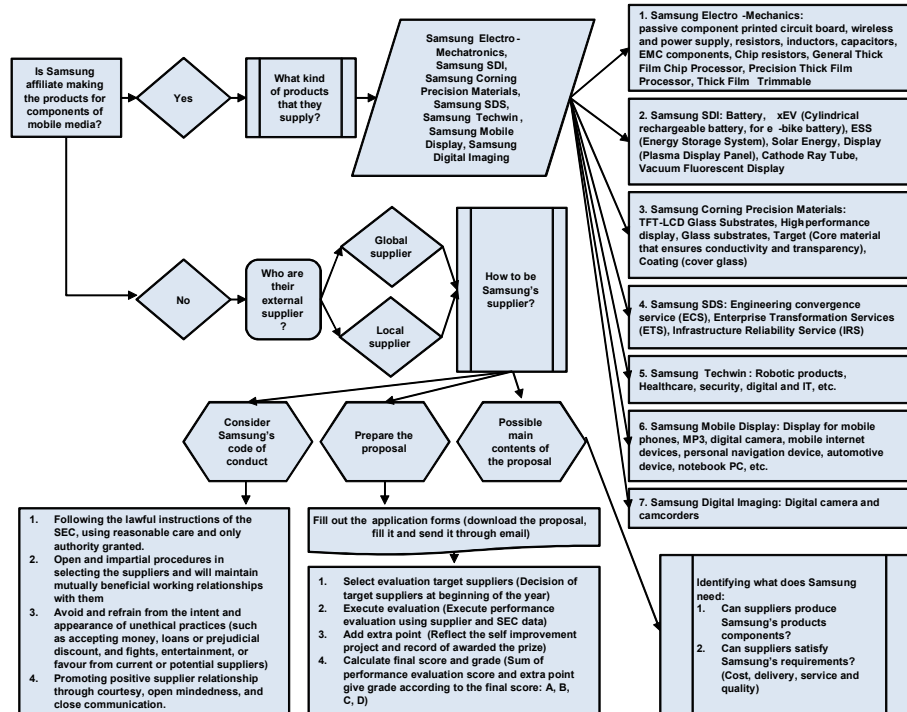 Is Samsung
affiliate making
the products for
components of
mobile media?
Yes
What kind of
products that
they supply?
Samsung Electro -
Mechatronics,
Samsung SDI,
Samsung Corning
Precision Materials,
Samsung SDS,
Samsung Techwin ,
Samsung Mobile
Display, Samsung
Digital Imaging
1. Samsung Electro -Mechanics:
passive component printed circuit board, wireless
and power supply, resistors, inductors, capacitors,
EMC components, Chip resistors, General Thick
Film Chip Processor, Precision Thick Film
Processor, Thick Film Trimmable
2. Samsung SDI: Battery, xEV (Cylindrical
rechargeable battery, for e -bike battery), ESS
(Energy Storage System), Solar Energy, Display
(Plasma Display Panel), Cathode Ray Tube,
Vacuum Fluorescent Display
3. Samsung Corning Precision Materials:
TFT-LCD Glass Substrates, High-performance
display, Glass substrates, Target (Core material
that ensures conductivity and transparency),
Coating (cover glass)
4. Samsung SDS: Engineering convergence
service (ECS), Enterprise Transformation Services
(ETS), Infrastructure Reliability Service (IRS)
5. Samsung Techwin : Robotic products,
Healthcare, security, digital and IT, etc.
6. Samsung Mobile Display: Display for mobile
phones, MP3, digital camera, mobile internet
devices, personal navigation device, automotive
device, notebook PC, etc.
7. Samsung Digital Imaging: Digital camera and
camcorders
No
Who are
their
external
supplier
?
Global
supplier
Local
supplier
How to be
Samsung's
supplier?
Consider
Samsung's
code of
conduct
Prepare the
proposal
Possible
main
contents of
the proposal
1. Following the lawful instructions of the
SEC, using reasonable care and only
authority granted.
2. Open and impartial procedures in
selecting the suppliers and will maintain
mutually beneficial working relationships
with them
3. Avoid and refrain from the intent and
appearance of unethical practices (such
as accepting money, loans or prejudicial
discount, and fights, entertainment, or
favour from current or potential suppliers)
4. Promoting positive supplier relationship
through courtesy, open mindedness, and
close communication.
Fill out the application forms (download the proposal,
fill it and send it through email)
1. Select evaluation target suppliers (Decision of
target suppliers at beginning of the year)
2. Execute evaluation (Execute performance
evaluation using supplier and SEC data)
3. Add extra point (Reflect the self improvement
project and record of awarded the prize)
4. Calculate final score and grade (Sum of
performance evaluation score and extra point
give grade according to the final score: A, B,
C, D)
Identifying what does Samsung
need:
1. Can suppliers produce
Samsung's products
components?
2. Can suppliers satisfy
Samsung's requirements?
(Cost, delivery, service and
quality)